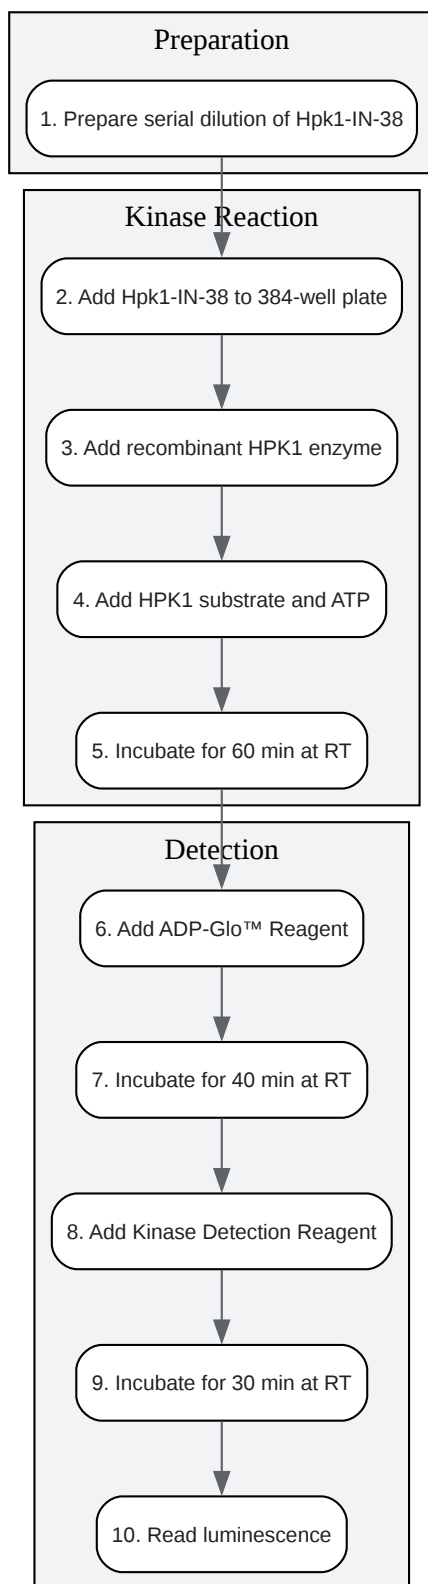 Preparation
1. Prepare serial dilution of Hpk1-IN-38
Kinase Reaction
2. Add Hpk1-IN-38 to 384-well plate
3. Add recombinant HPK1 enzyme
4. Add HPK1 substrate and ATP
5. Incubate for 60 min at RT
Detection
6. Add ADP-Glo™ Reagent
7. Incubate for 40 min at RT
8. Add Kinase Detection Reagent
9. Incubate for 30 min at RT
10. Read luminescence